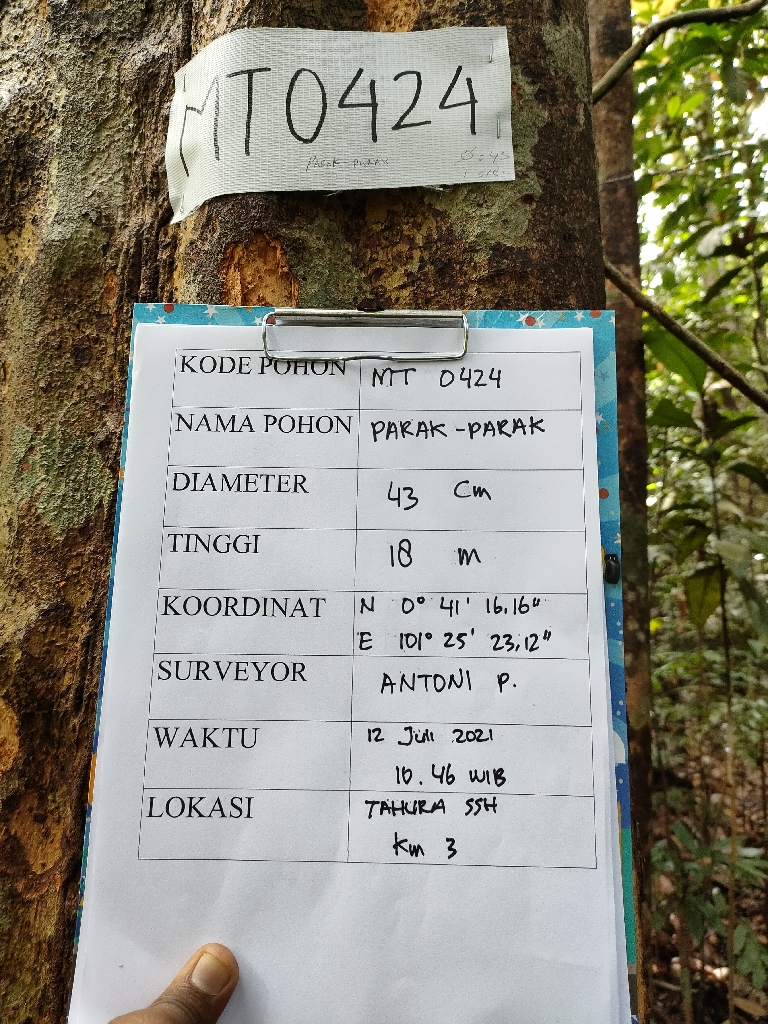 MT0424
PARAK-PARAK
KODE POHON MT 0424
NAMA POHON PARAK-PARAK
DIAMETER 43 Cm
TINGGI 18 m
KOORDINAT N 0° 41' 16,16"
E 101° 25' 23,12"
SURVEYOR ANTONI P.
WAKTU 12 Juli 2021
10.46 WIB
LOKASI TAHURA SSH
Km 3